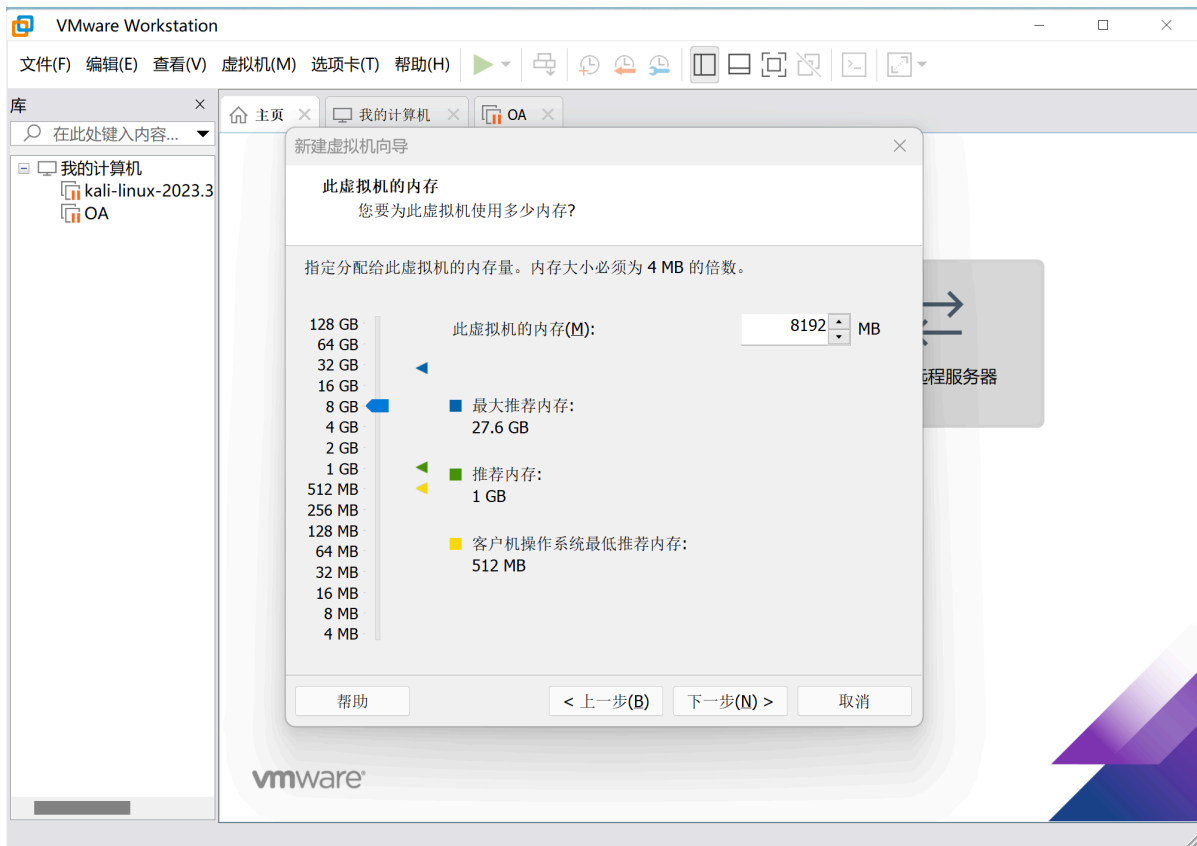 VMware Workstation
文件(F) 编辑(E) 查看(V) 虚拟机(M) 选项卡(T) 帮助(H)
库
在此处键入内容...
我的计算机
kali-linux-2023.3
OA
主页 我的计算机 OA
新建虚拟机向导
此虚拟机的内存
您要为此虚拟机使用多少内存?
指定分配给此虚拟机的内存量。内存大小必须为 4 MB 的倍数。
128 GB
64 GB
32 GB
16 GB
8 GB
4 GB
2 GB
1 GB
512 MB
256 MB
128 MB
64 MB
32 MB
16 MB
8 MB
4 MB
此虚拟机的内存(M): 8192 MB
最大推荐内存:
27.6 GB
推荐内存:
1 GB
客户机操作系统最低推荐内存:
512 MB
程服务器
帮助 < 上一步(B) 下一步(N) > 取消
vmware